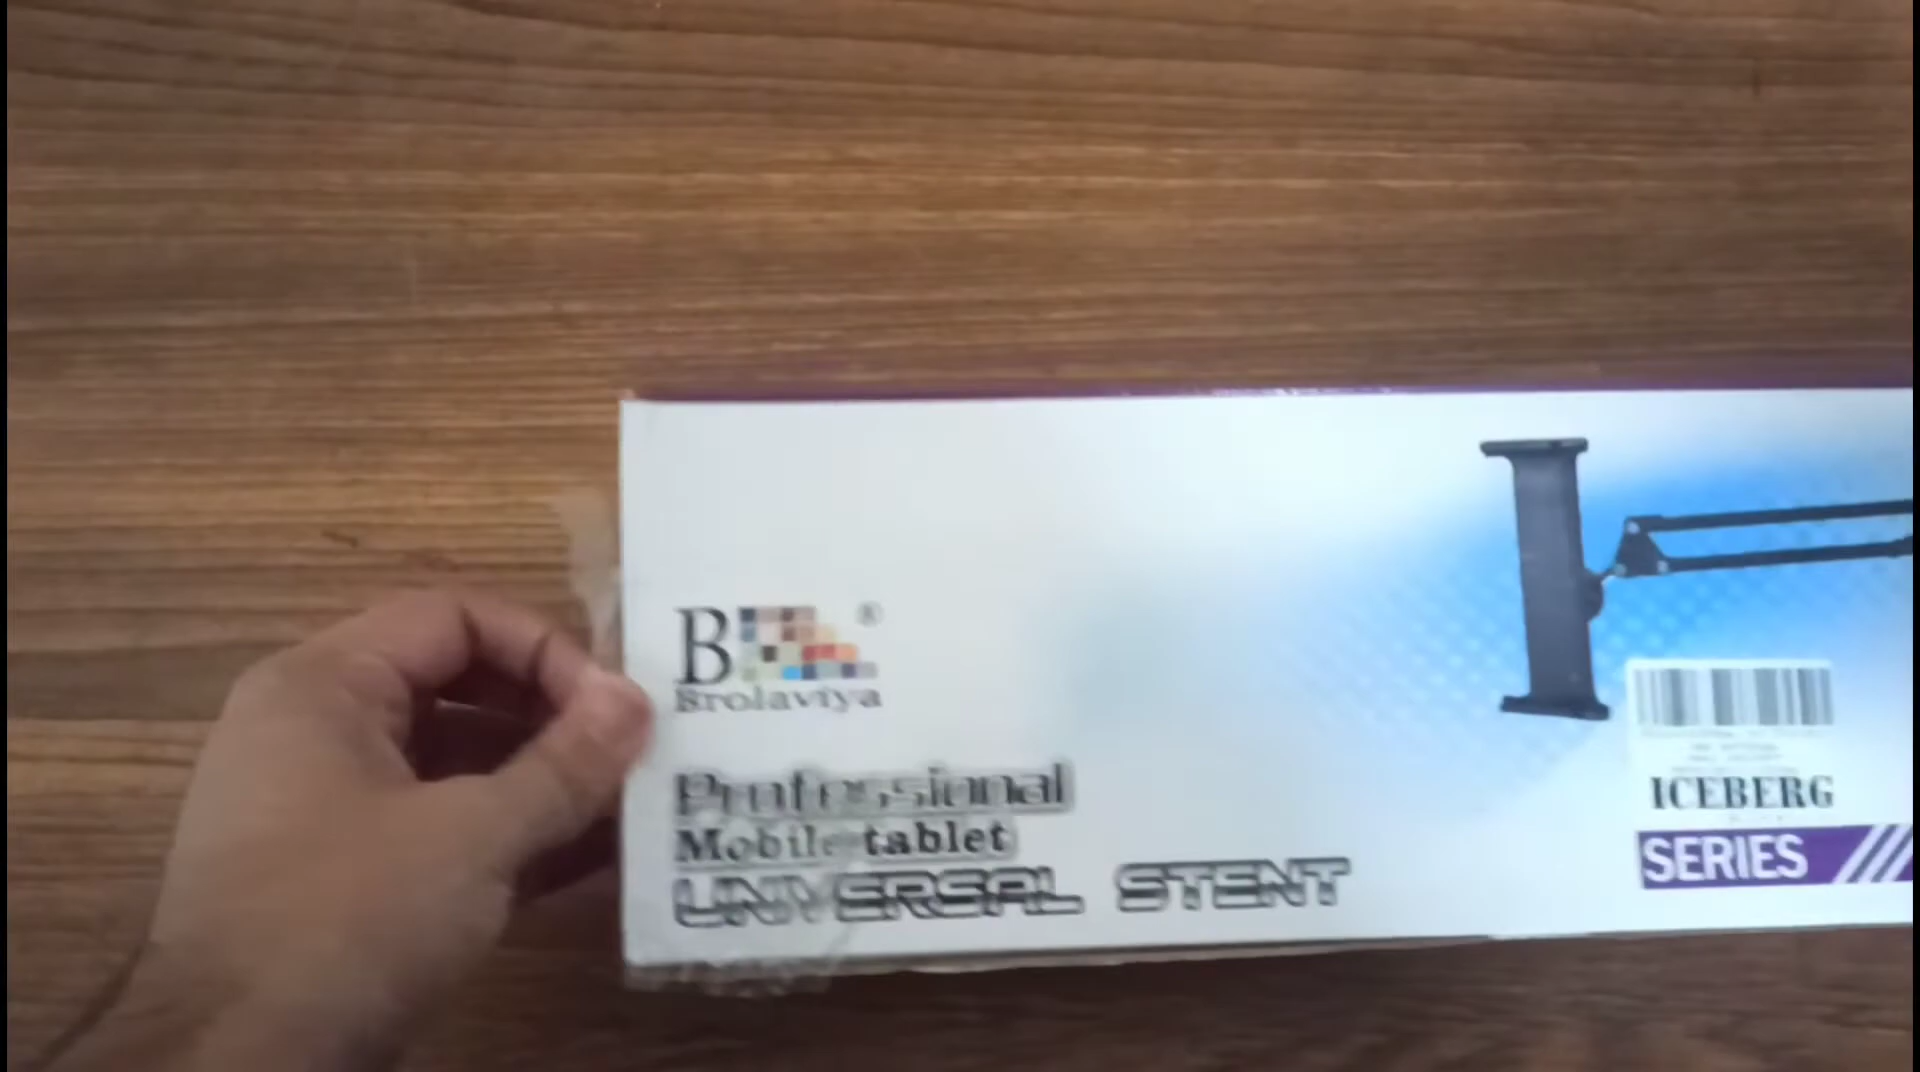 B ®
Brolaviya
Professional
Mobile tablet
UNIVERSAL STENT
ICEBERG
SERIES